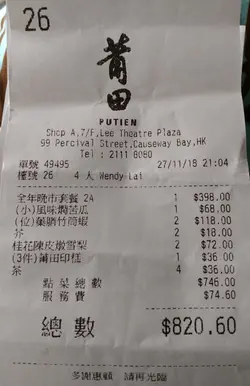 26
莆田
PUTIEN
Shop A,7/F,Lee Theatre Plaza
99 Percival Street,Causeway Bay,HK
Tel : 2111 8080
單號 49495 27/11/18 21:04
檯號 26 4 人 Wendy Lai
全年晚市套餐 24 1 $398.00
(小)風味燜苦瓜 1 $68.00
(位)藥膳竹筒蝦 2 $118.00
芥 2 $18.00
桂花陳皮燉雪梨 2 $72.00
(3件)莆田印糕 1 $36.00
茶 4 $36.00
點菜總數 $746.00
服務費 $74.60
總數 $820.60
多謝惠顧 請再光臨